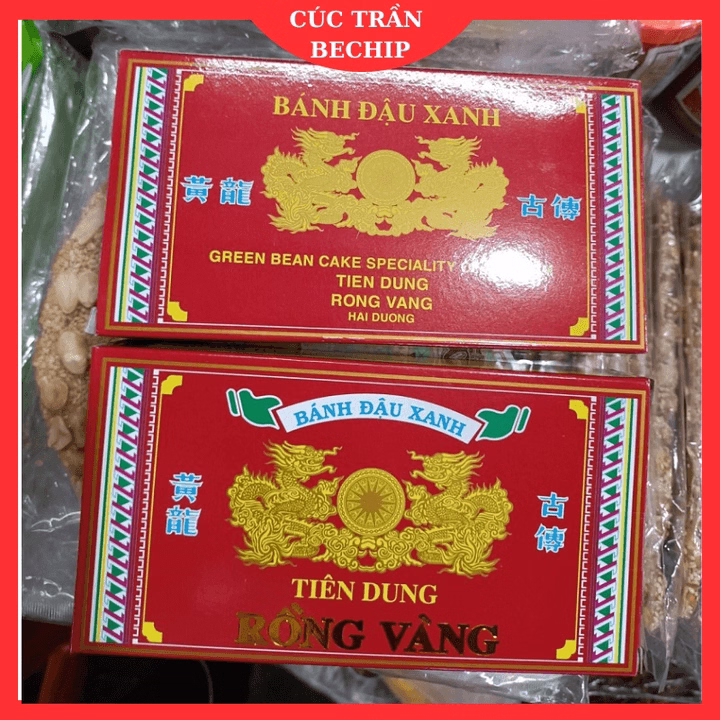 CÚC TRẦN
BECHIP
BÁNH ĐẬU XANH
黃龍
古傳
GREEN BEAN CAKE SPECIALITY
TIEN DUNG
RONG VANG
HAI DUONG
BÁNH ĐẬU XANH
黃龍
古傳
TIÊN DUNG
RỒNG VÀNG